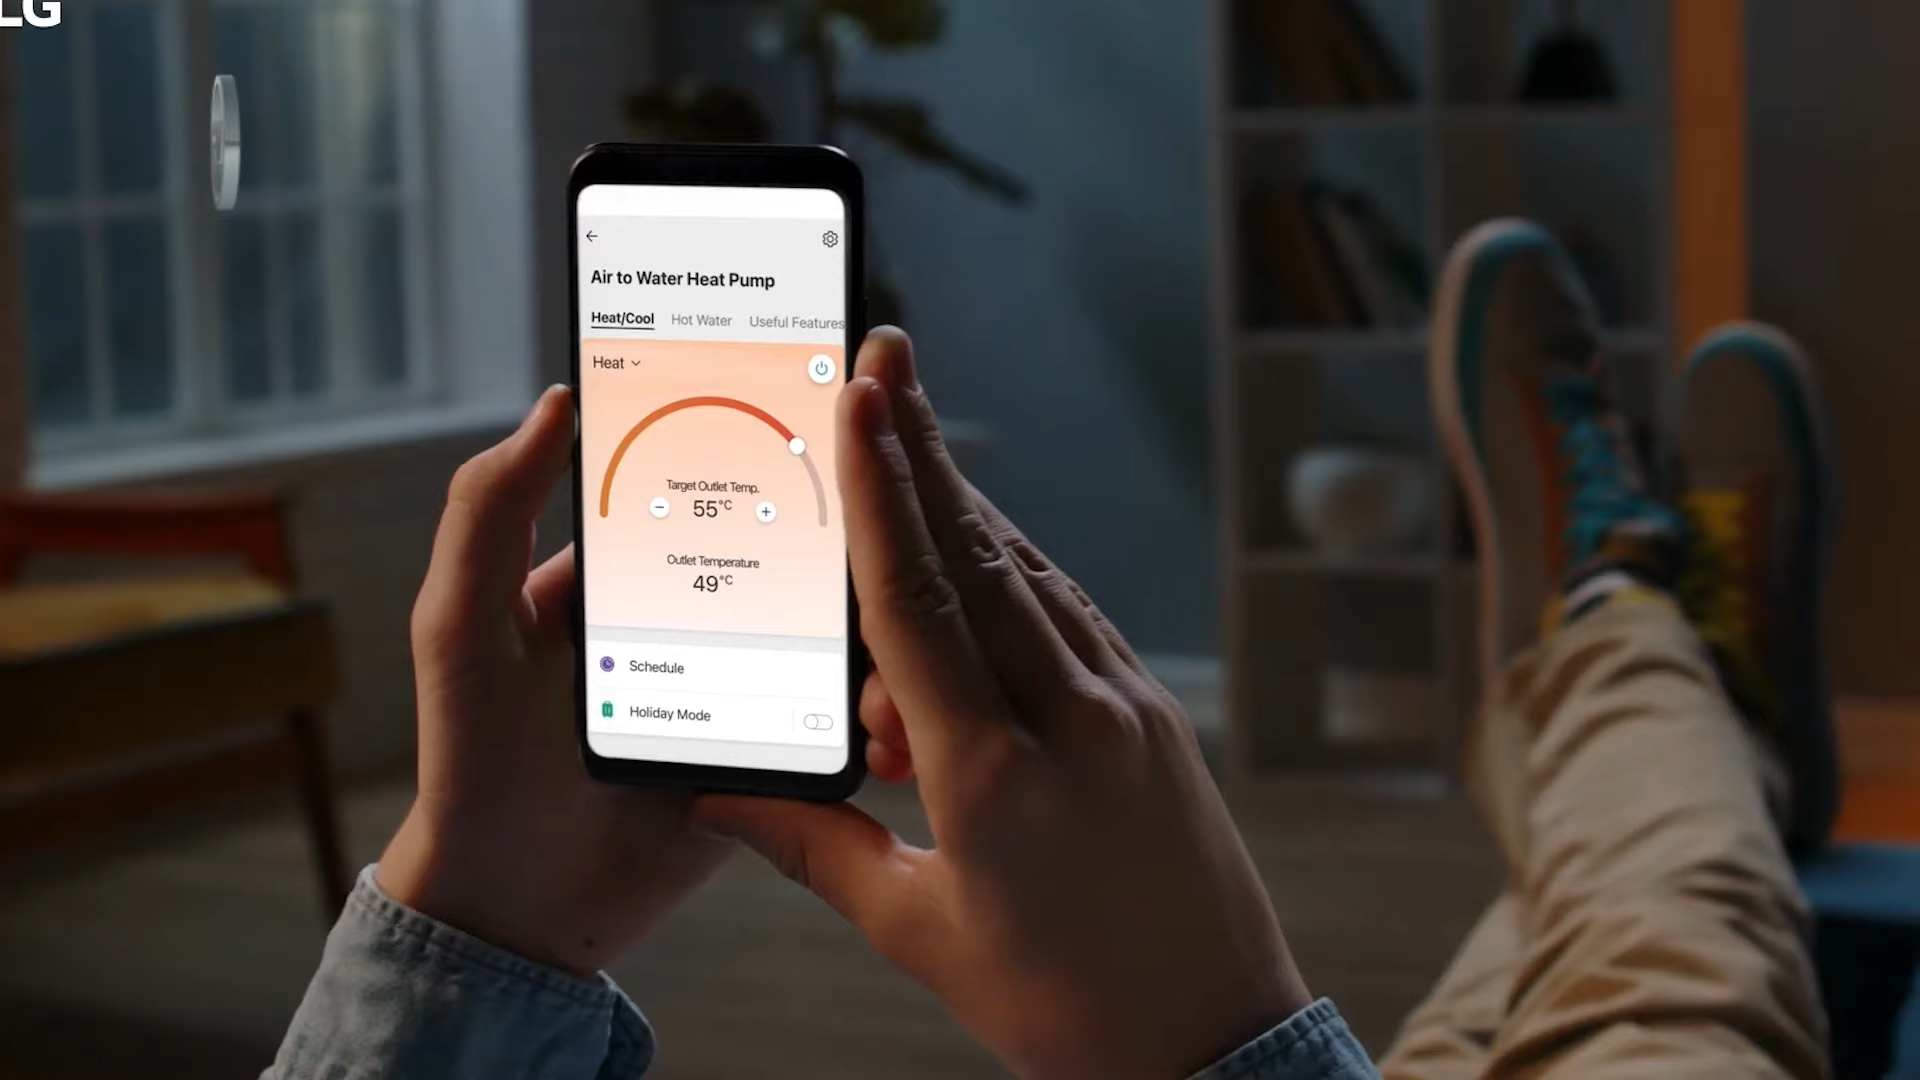 LG
Air to Water Heat Pump
Heat/Cool Hot Water Useful Features
Heat
Target Outlet Temp.
55°C
Outlet Temperature
49°C
Schedule
Holiday Mode